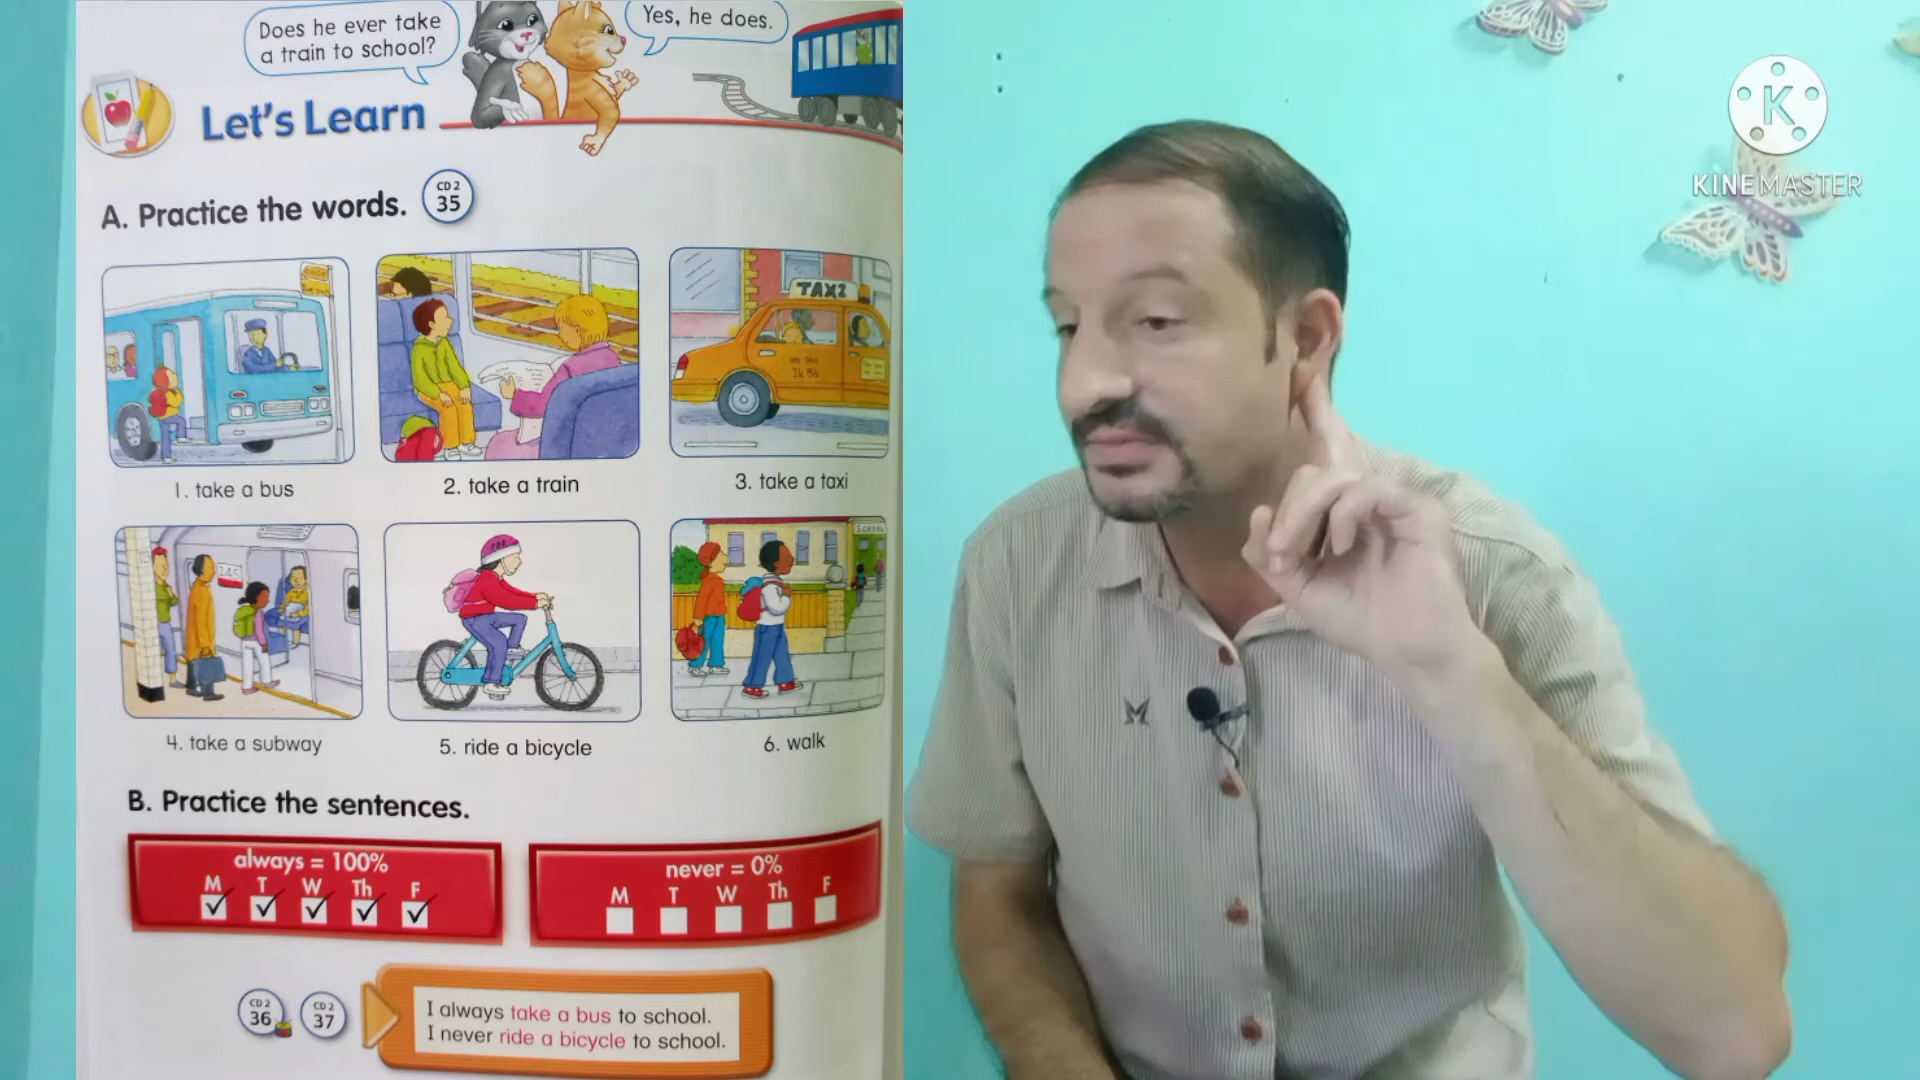 Does he ever take
a train to school?
Yes, he does.
Let's Learn
A. Practice the words.
CD 2
35
TAXI
1. take a bus
2. take a train
3. take a taxi
SCHOOL
4. take a subway
5. ride a bicycle
6. walk
B. Practice the sentences.
always = 100%
M T W Th F
never = 0%
M T W Th F
CD 2
36
CD 2
37
I always take a bus to school.
I never ride a bicycle to school.
M
K
KINEMASTER